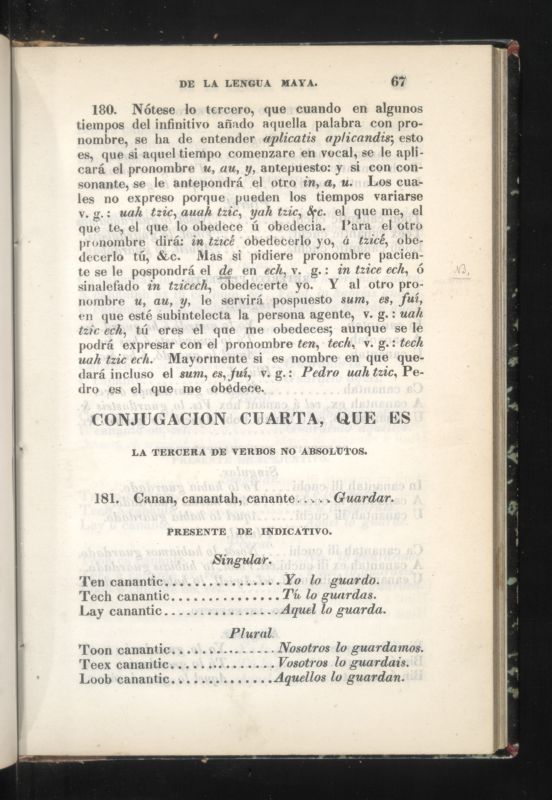 DE LA LENGUA MAYA. 67
180. Nótese lo tercero, que cuando en algunos
tiempos del infinitivo añado aquella palabra con pro-
nombre, se ha de entender aplicatis aplicandis; esto
es, que si aquel tiempo comenzare en vocal, se le apli-
cará el pronombre u, au, y, antepuesto: y si con con-
sonante, se le antepondrá el otro in, a, u. Los cua-
les no expreso porque pueden los tiempos variarse
v. g.: uah tzic, auah tzic, yah tzic, &c. el que me, el
que te, el que lo obedece ú obedecia. Para el otro
pronombre dirá: in tzicé obedecerlo yo, á tzicé, obe-
decerlo tú, &c. Mas si pidiere pronombre pacien-
te se le pospondrá el de en ech, v. g.: in tzice ech, ó
sinalefado in tzicech, obedecerte yo. Y al otro pro-
nombre u, au, y, le servirá pospuesto sum, es, fuí,
en que esté subintelecta la persona agente, v. g.: uah
tzic ech, tú eres el que me obedeces; aunque se le
podrá expresar con el pronombre ten, tech, v. g.: tech
uah tzic ech. Mayormente si es nombre en que que-
dará incluso el sum, es, fuí, v. g.: Pedro uah tzic, Pe-
dro es el que me obedece.
CONJUGACION CUARTA, QUE ES
LA TERCERA DE VERBOS NO ABSOLUTOS.
181. Canan, canantah, canante.....Guardar.
PRESENTE DE INDICATIVO.
Singular.
Ten canantic................Yo lo guardo.
Tech canantic...............Tú lo guardas.
Lay canantic................Aquel lo guarda.
Plural
Toon canantic...............Nosotros lo guardamos.
Teex canantic...............Vosotros lo guardais.
Loob canantic..............Aquellos lo guardan.